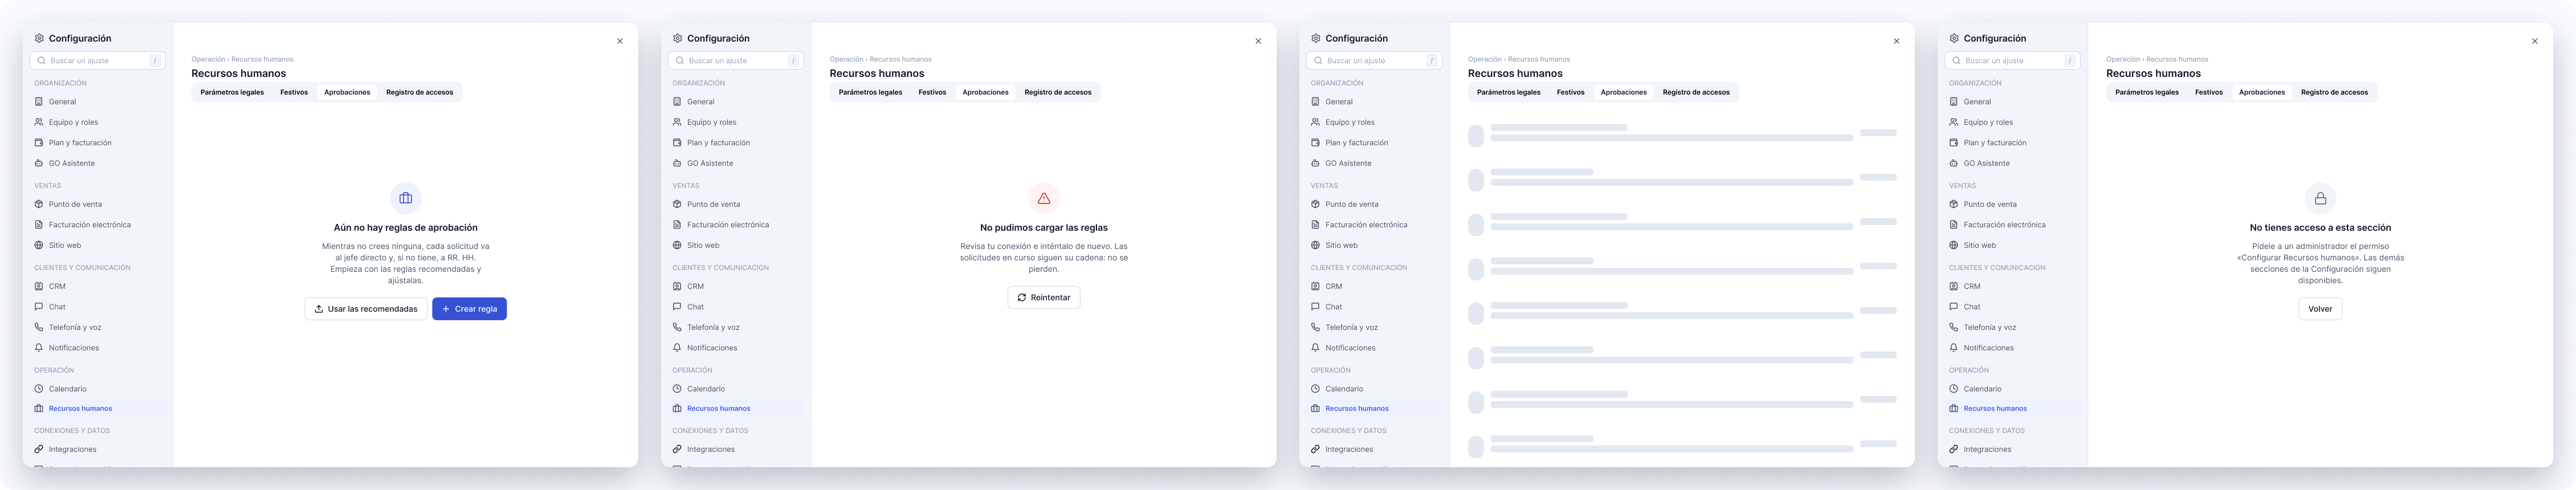 Configuración
Buscar un ajuste /
ORGANIZACIÓN
General
Equipo y roles
Plan y facturación
GO Asistente
VENTAS
Punto de venta
Facturación electrónica
Sitio web
CLIENTES Y COMUNICACIÓN
CRM
Chat
Telefonía y voz
Notificaciones
OPERACIÓN
Calendario
Recursos humanos
CONEXIONES Y DATOS
Integraciones
Operación › Recursos humanos
Recursos humanos
Parámetros legales Festivos Aprobaciones Registro de accesos
Aún no hay reglas de aprobación
Mientras no crees ninguna, cada solicitud va
al jefe directo y, si no tiene, a RR. HH.
Empieza con las reglas recomendadas y
ajústalas.
Usar las recomendadas Crear regla
Configuración
Buscar un ajuste /
ORGANIZACIÓN
General
Equipo y roles
Plan y facturación
GO Asistente
VENTAS
Punto de venta
Facturación electrónica
Sitio web
CLIENTES Y COMUNICACIÓN
CRM
Chat
Telefonía y voz
Notificaciones
OPERACIÓN
Calendario
Recursos humanos
CONEXIONES Y DATOS
Integraciones
Operación › Recursos humanos
Recursos humanos
Parámetros legales Festivos Aprobaciones Registro de accesos
No pudimos cargar las reglas
Revisa tu conexión e inténtalo de nuevo. Las
solicitudes en curso siguen su cadena: no se
pierden.
Reintentar
Configuración
Buscar un ajuste /
ORGANIZACIÓN
General
Equipo y roles
Plan y facturación
GO Asistente
VENTAS
Punto de venta
Facturación electrónica
Sitio web
CLIENTES Y COMUNICACIÓN
CRM
Chat
Telefonía y voz
Notificaciones
OPERACIÓN
Calendario
Recursos humanos
CONEXIONES Y DATOS
Integraciones
Operación › Recursos humanos
Recursos humanos
Parámetros legales Festivos Aprobaciones Registro de accesos
Configuración
Buscar un ajuste /
ORGANIZACIÓN
General
Equipo y roles
Plan y facturación
GO Asistente
VENTAS
Punto de venta
Facturación electrónica
Sitio web
CLIENTES Y COMUNICACIÓN
CRM
Chat
Telefonía y voz
Notificaciones
OPERACIÓN
Calendario
Recursos humanos
CONEXIONES Y DATOS
Integraciones
Operación › Recursos humanos
Recursos humanos
Parámetros legales Festivos Aprobaciones Registro de accesos
No tienes acceso a esta sección
Pídele a un administrador el permiso
«Configurar Recursos humanos». Las demás
secciones de la Configuración siguen
disponibles.
Volver